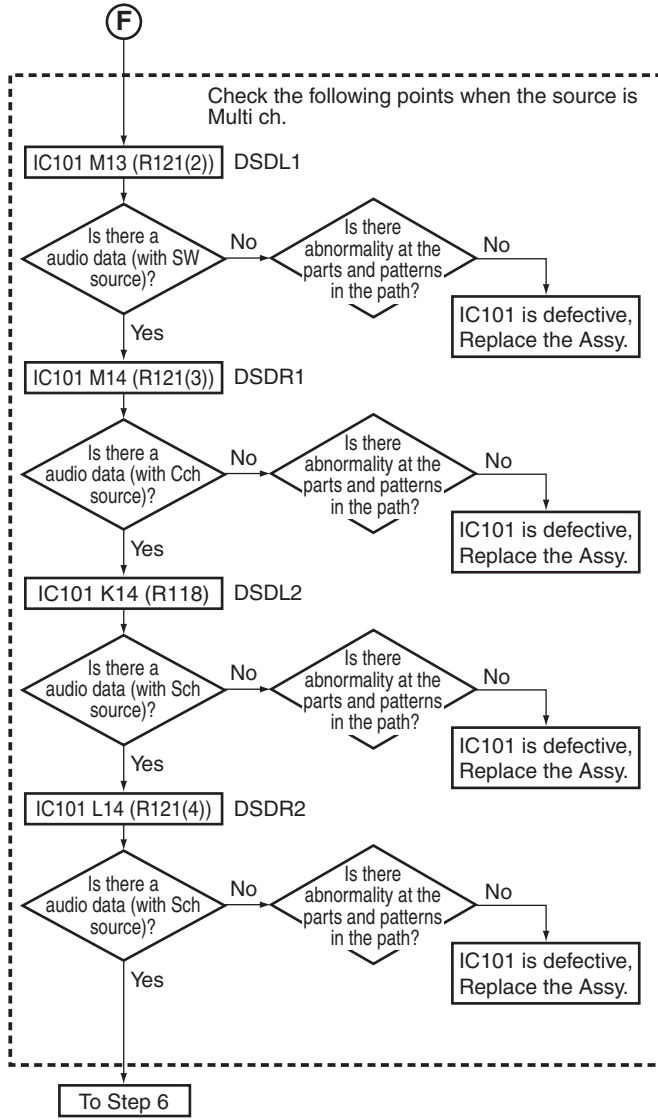 F
Check the following points when the source is
Multi ch.
IC101 M13 (R121(2)) DSDL1
Is there a
audio data (with SW
source)?
No
Is there
abnormality at the
parts and patterns
in the path?
No
IC101 is defective,
Replace the Assy.
Yes
IC101 M14 (R121(3)) DSDR1
Is there a
audio data (with Cch
source)?
No
Is there
abnormality at the
parts and patterns
in the path?
No
IC101 is defective,
Replace the Assy.
Yes
IC101 K14 (R118) DSDL2
Is there a
audio data (with Sch
source)?
No
Is there
abnormality at the
parts and patterns
in the path?
No
IC101 is defective,
Replace the Assy.
Yes
IC101 L14 (R121(4)) DSDR2
Is there a
audio data (with Sch
source)?
No
Is there
abnormality at the
parts and patterns
in the path?
No
IC101 is defective,
Replace the Assy.
Yes
To Step 6